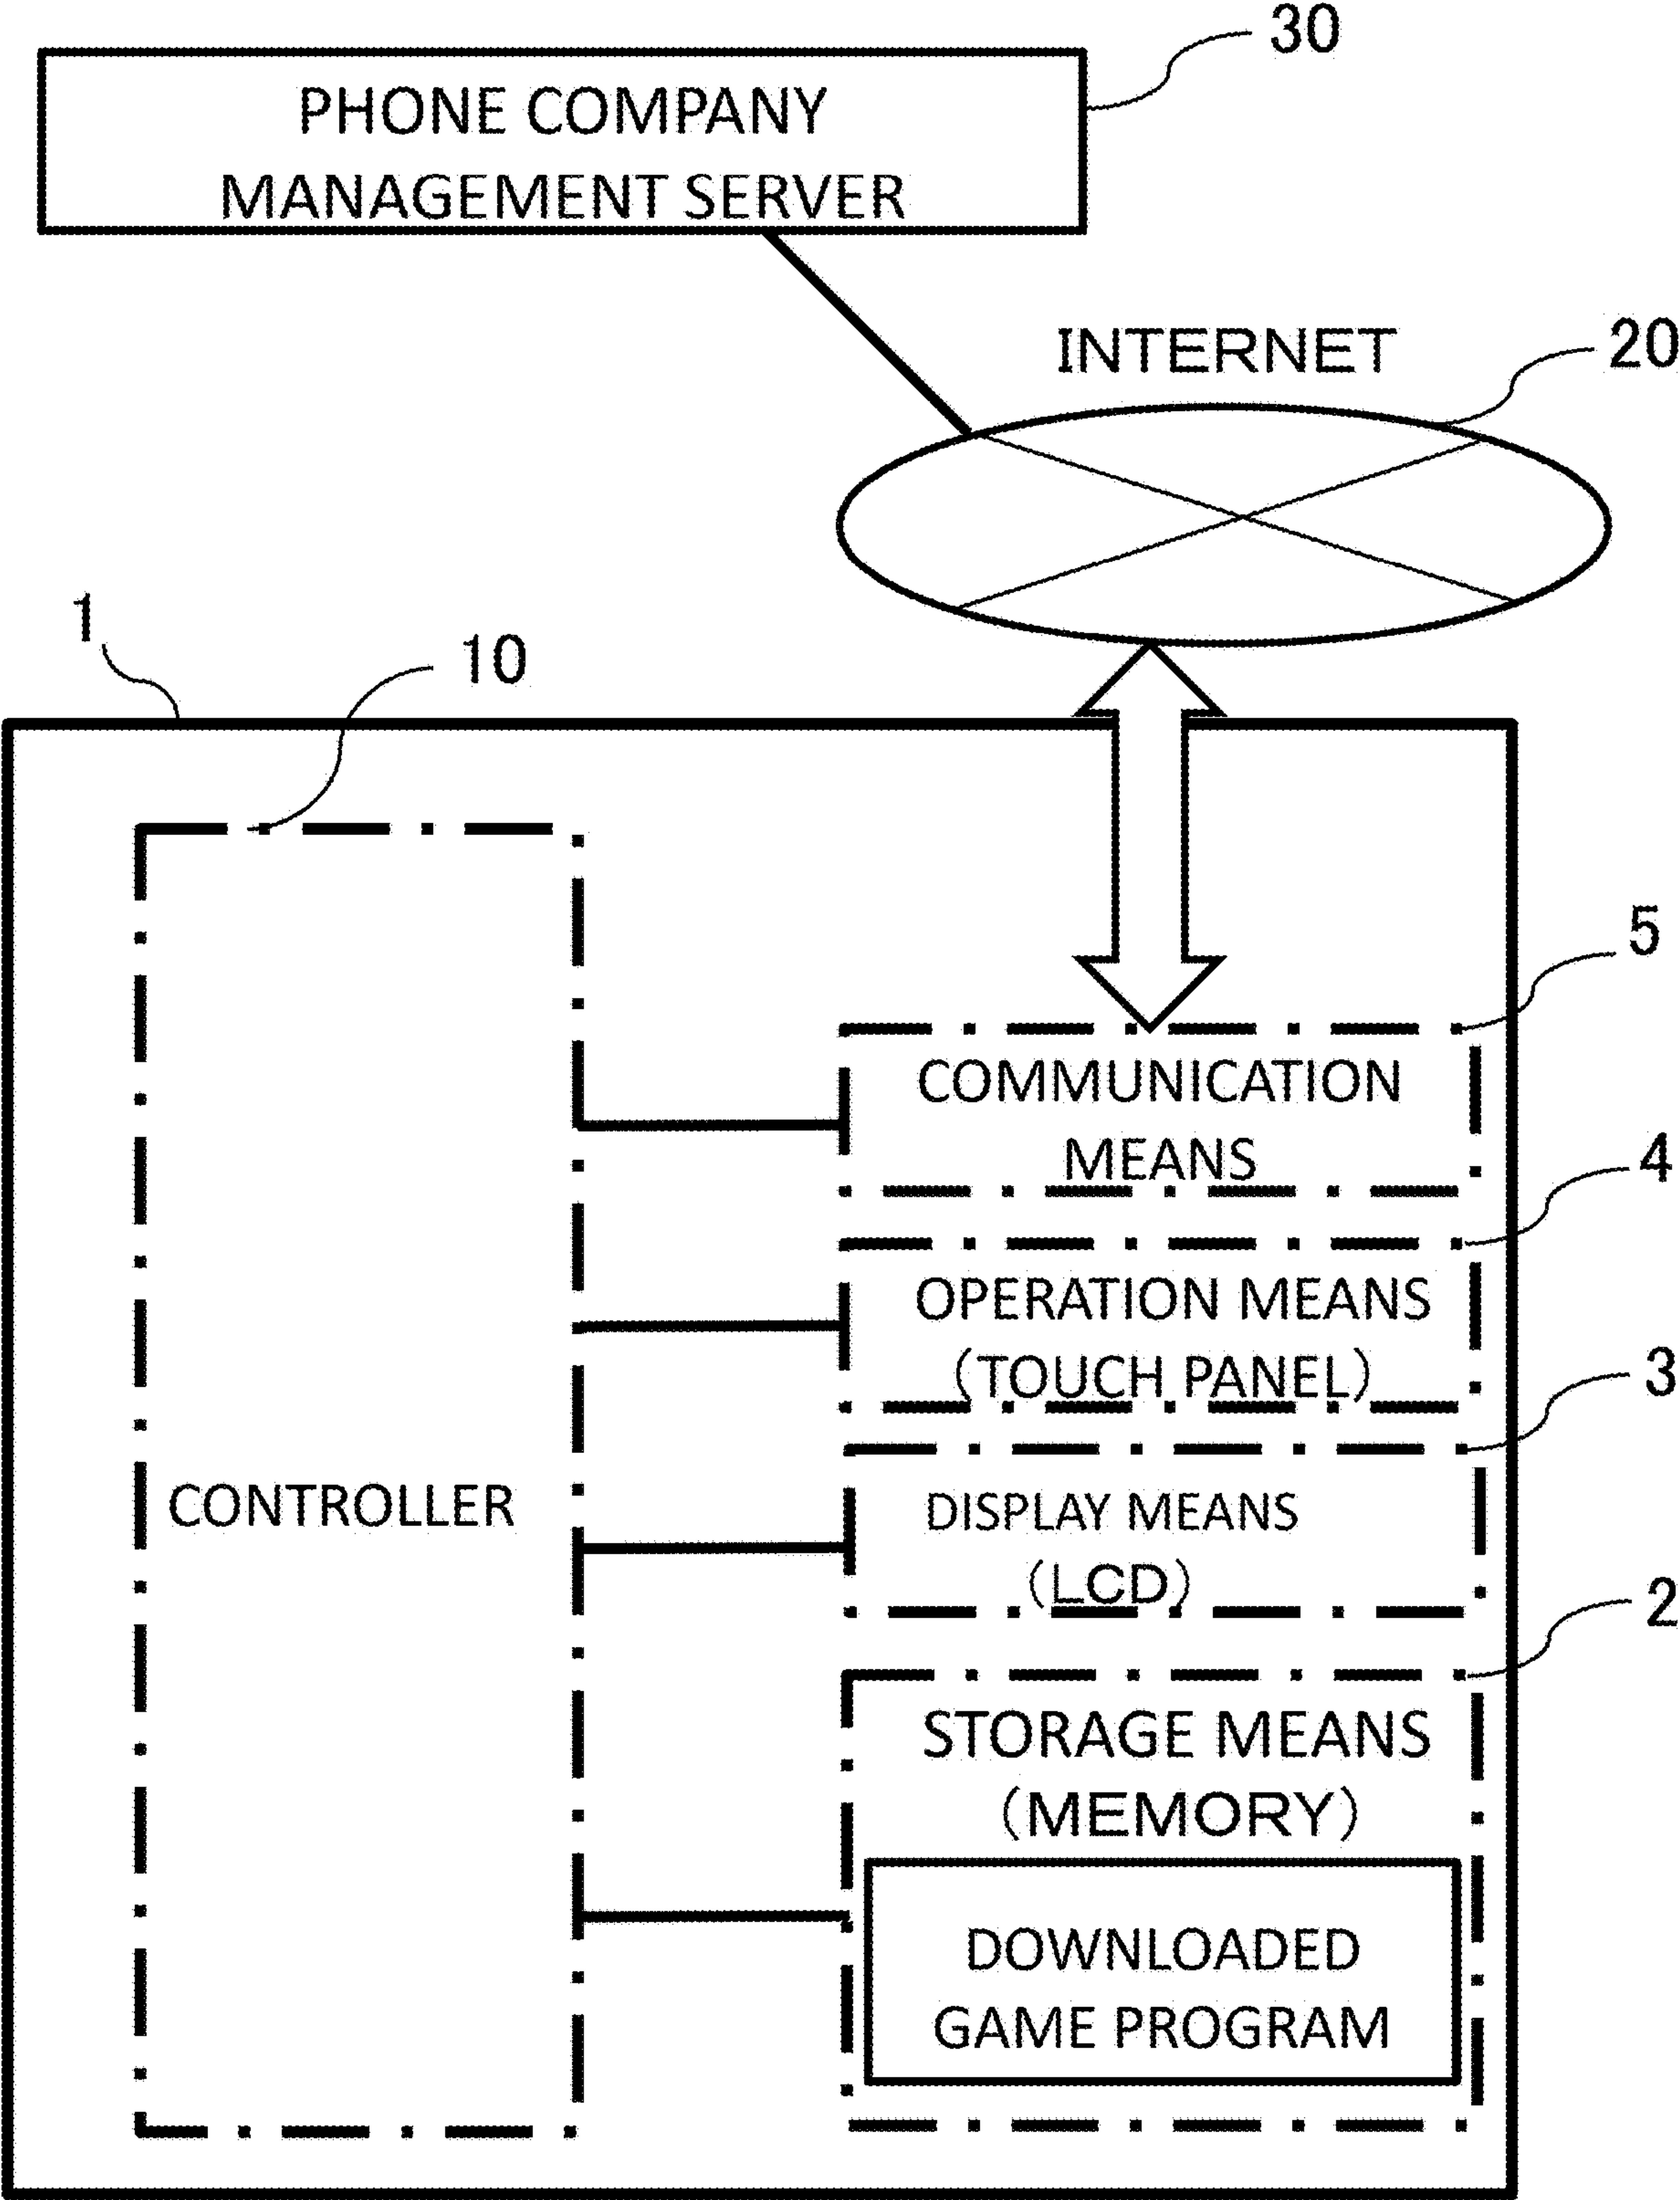 30
PHONE COMPANY
MANAGEMENT SERVER
INTERNET
20
1
10
5
COMMUNICATION
MEANS
4
OPERATION MEANS
(TOUCH PANEL)
3
CONTROLLER
DISPLAY MEANS
(LCD)
2
STORAGE MEANS
(MEMORY)
DOWNLOADED
GAME PROGRAM